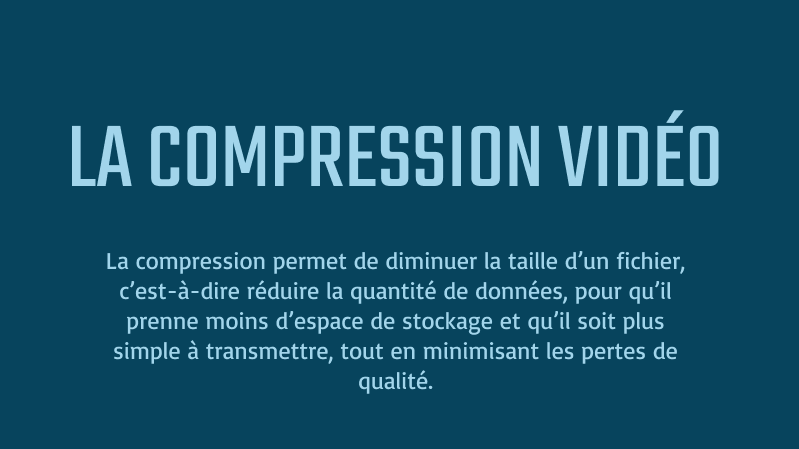 LA COMPRESSION VIDÉO
La compression permet de diminuer la taille d’un fichier,
c’est-à-dire réduire la quantité de données, pour qu’il
prenne moins d’espace de stockage et qu’il soit plus
simple à transmettre, tout en minimisant les pertes de
qualité.